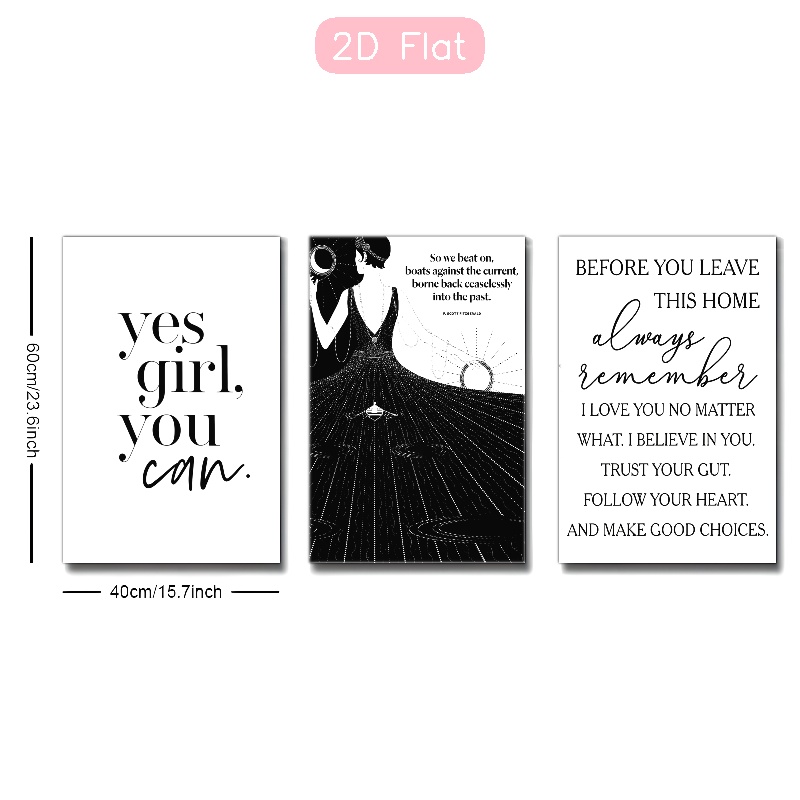 2D Flat
60cm/23.6inch
yes
girl,
you
can.
40cm/15.7inch
So we beat on,
boats against the current,
borne back ceaselessly
into the past.
F. SCOTT FITZGERALD
BEFORE YOU LEAVE
THIS HOME
always
remember
I LOVE YOU NO MATTER
WHAT. I BELIEVE IN YOU.
TRUST YOUR GUT.
FOLLOW YOUR HEART.
AND MAKE GOOD CHOICES.